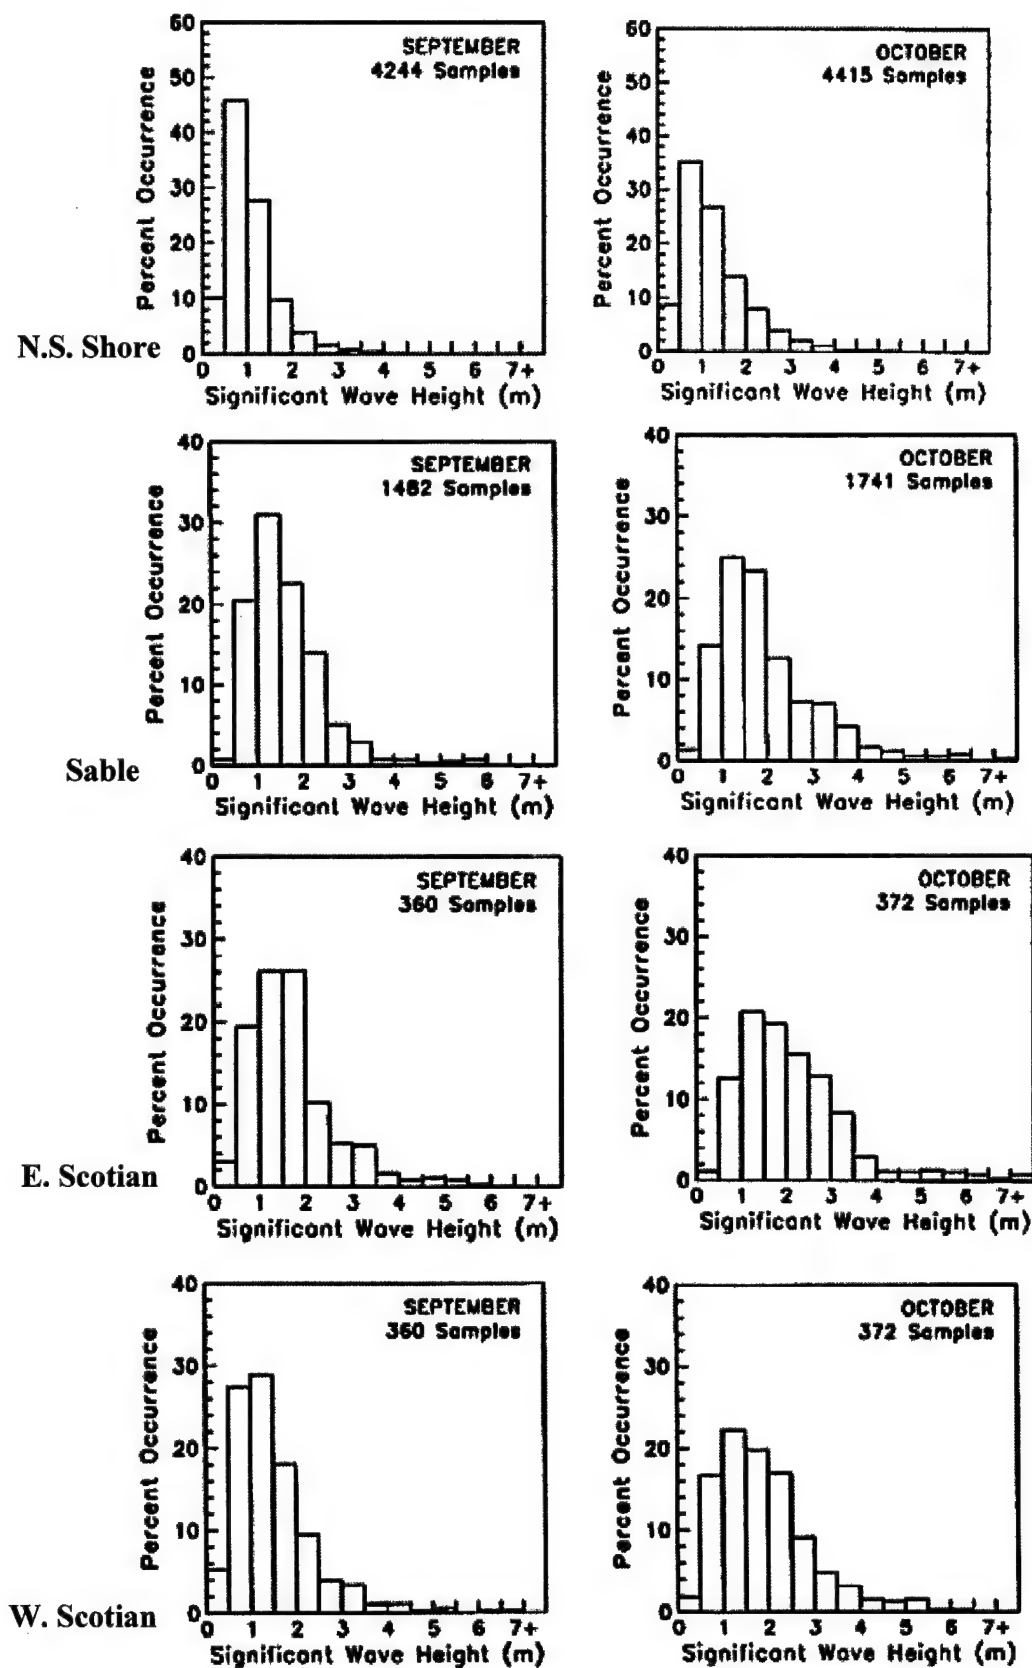 60
50
40
30
20
10
0
Percent Occurrence
SEPTEMBER
4244 Samples
0 1 2 3 4 5 6 7+
Significant Wave Height (m)
N.S. Shore
60
50
40
30
20
10
0
Percent Occurrence
OCTOBER
4415 Samples
0 1 2 3 4 5 6 7+
Significant Wave Height (m)
40
30
20
10
0
Percent Occurrence
SEPTEMBER
1482 Samples
0 1 2 3 4 5 6 7+
Significant Wave Height (m)
Sable
40
30
20
10
0
Percent Occurrence
OCTOBER
1741 Samples
0 1 2 3 4 5 6 7+
Significant Wave Height (m)
40
30
20
10
0
Percent Occurrence
SEPTEMBER
360 Samples
0 1 2 3 4 5 6 7+
Significant Wave Height (m)
E. Scotian
40
30
20
10
0
Percent Occurrence
OCTOBER
372 Samples
0 1 2 3 4 5 6 7+
Significant Wave Height (m)
40
30
20
10
0
Percent Occurrence
SEPTEMBER
360 Samples
0 1 2 3 4 5 6 7+
Significant Wave Height (m)
W. Scotian
40
30
20
10
0
Percent Occurrence
OCTOBER
372 Samples
0 1 2 3 4 5 6 7+
Significant Wave Height (m)